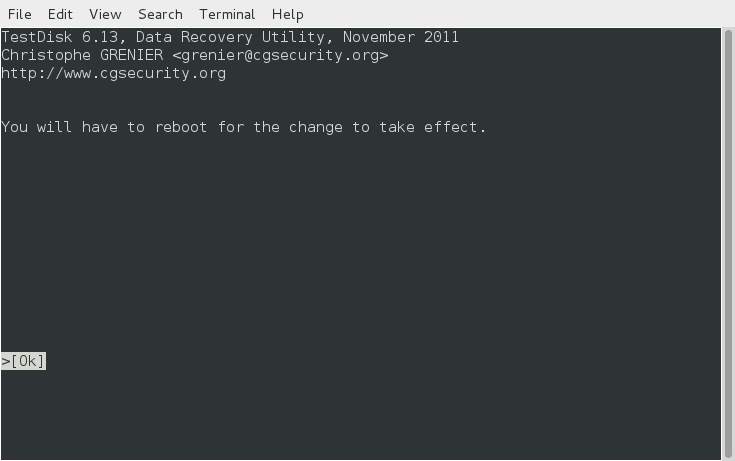 File Edit View Search Terminal Help
TestDisk 6.13, Data Recovery Utility, November 2011
Christophe GRENIER <grenier@cgsecurity.org>
http://www.cgsecurity.org
You will have to reboot for the change to take effect.
>[Ok]